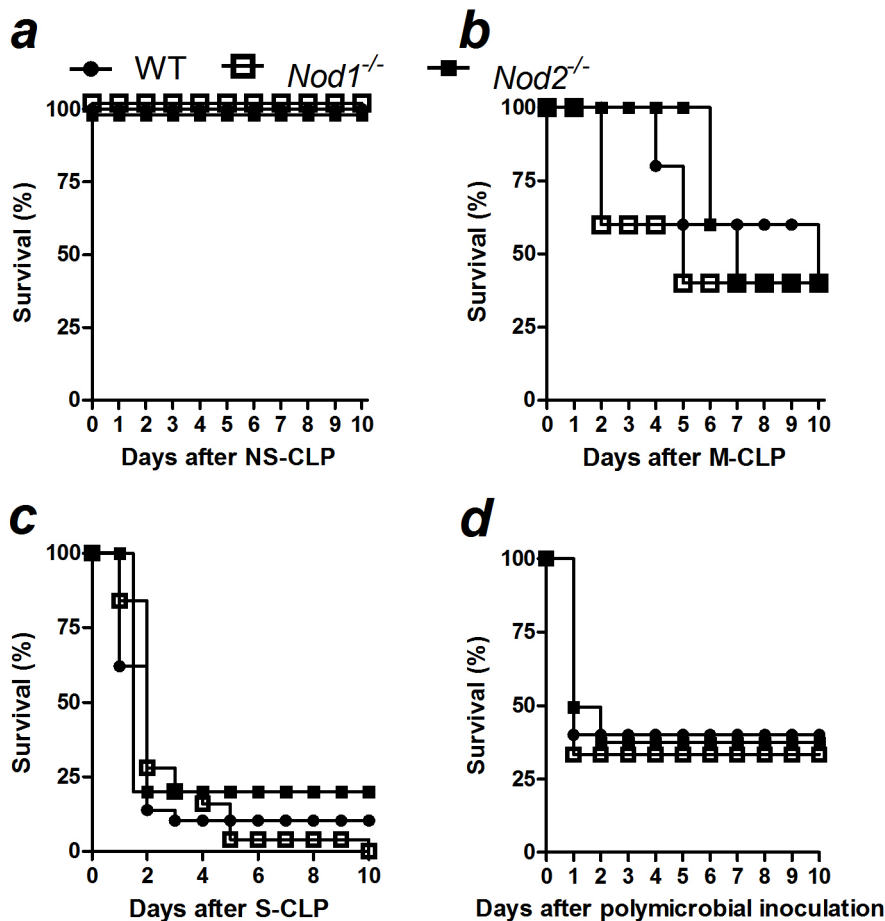 a
b
WT Nod1-/- Nod2-/-
100
75
50
25
0
Survival (%)
0 1 2 3 4 5 6 7 8 9 10
Days after NS-CLP
100
75
50
25
0
Survival (%)
0 1 2 3 4 5 6 7 8 9 10
Days after M-CLP
c
100
75
50
25
0
Survival (%)
0 2 4 6 8 10
Days after S-CLP
d
100
75
50
25
0
Survival (%)
0 1 2 3 4 5 6 7 8 9 10
Days after polymicrobial inoculation